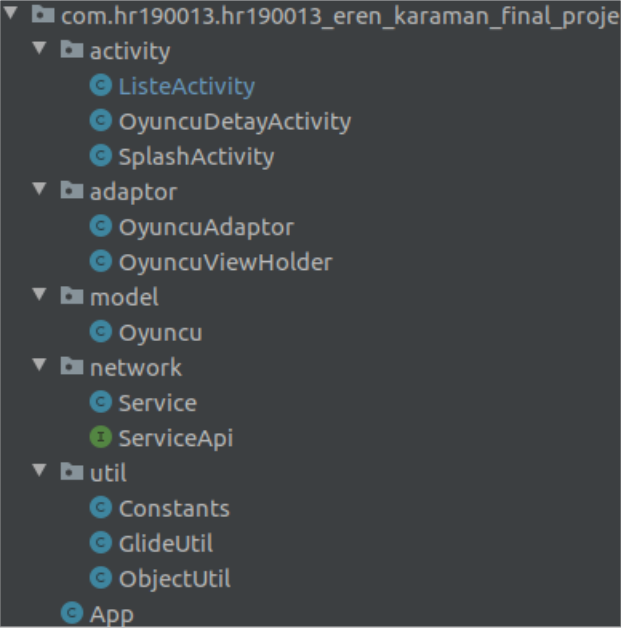 com.hr190013.hr190013_eren_karaman_final_proje
activity
C ListeActivity
C OyuncuDetayActivity
C SplashActivity
adaptor
C OyuncuAdaptor
C OyuncuViewHolder
model
C Oyuncu
network
C Service
I ServiceApi
util
C Constants
C GlideUtil
C ObjectUtil
C App